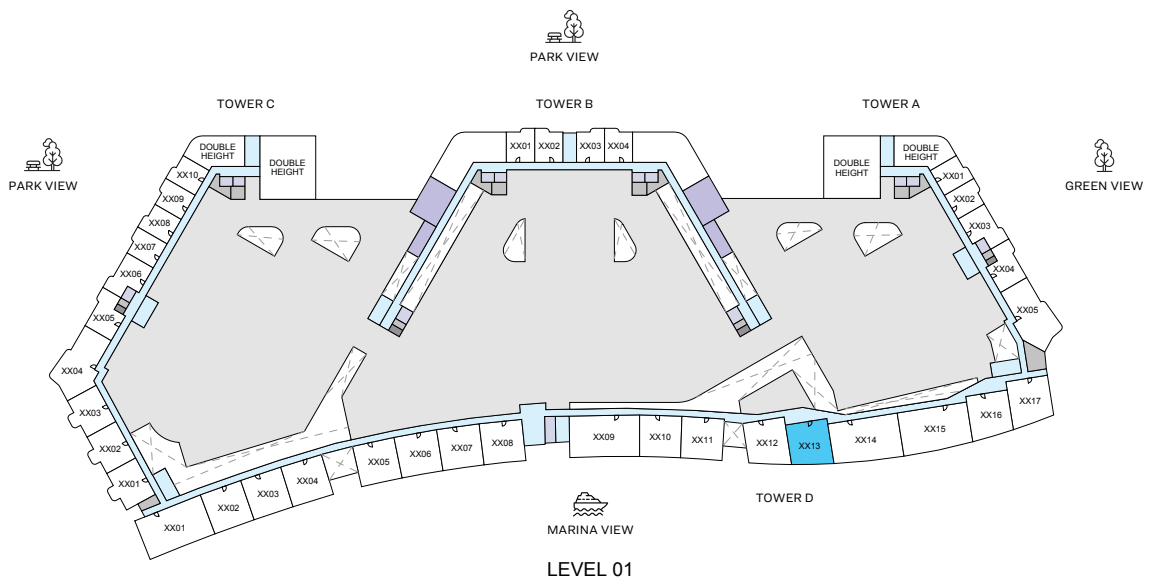 PARK VIEW
TOWER C
TOWER B
TOWER A
PARK VIEW
GREEN VIEW
DOUBLE
HEIGHT
DOUBLE
HEIGHT
XX10
XX09
XX08
XX07
XX06
XX05
XX04
XX03
XX02
XX01
XX01
XX02
XX03
XX04
DOUBLE
HEIGHT
DOUBLE
HEIGHT
XX01
XX02
XX03
XX04
XX05
XX01
XX02
XX03
XX04
XX05
XX06
XX07
XX08
XX09
XX10
XX11
XX12
XX13
XX14
XX15
XX16
XX17
TOWER D
MARINA VIEW
LEVEL 01